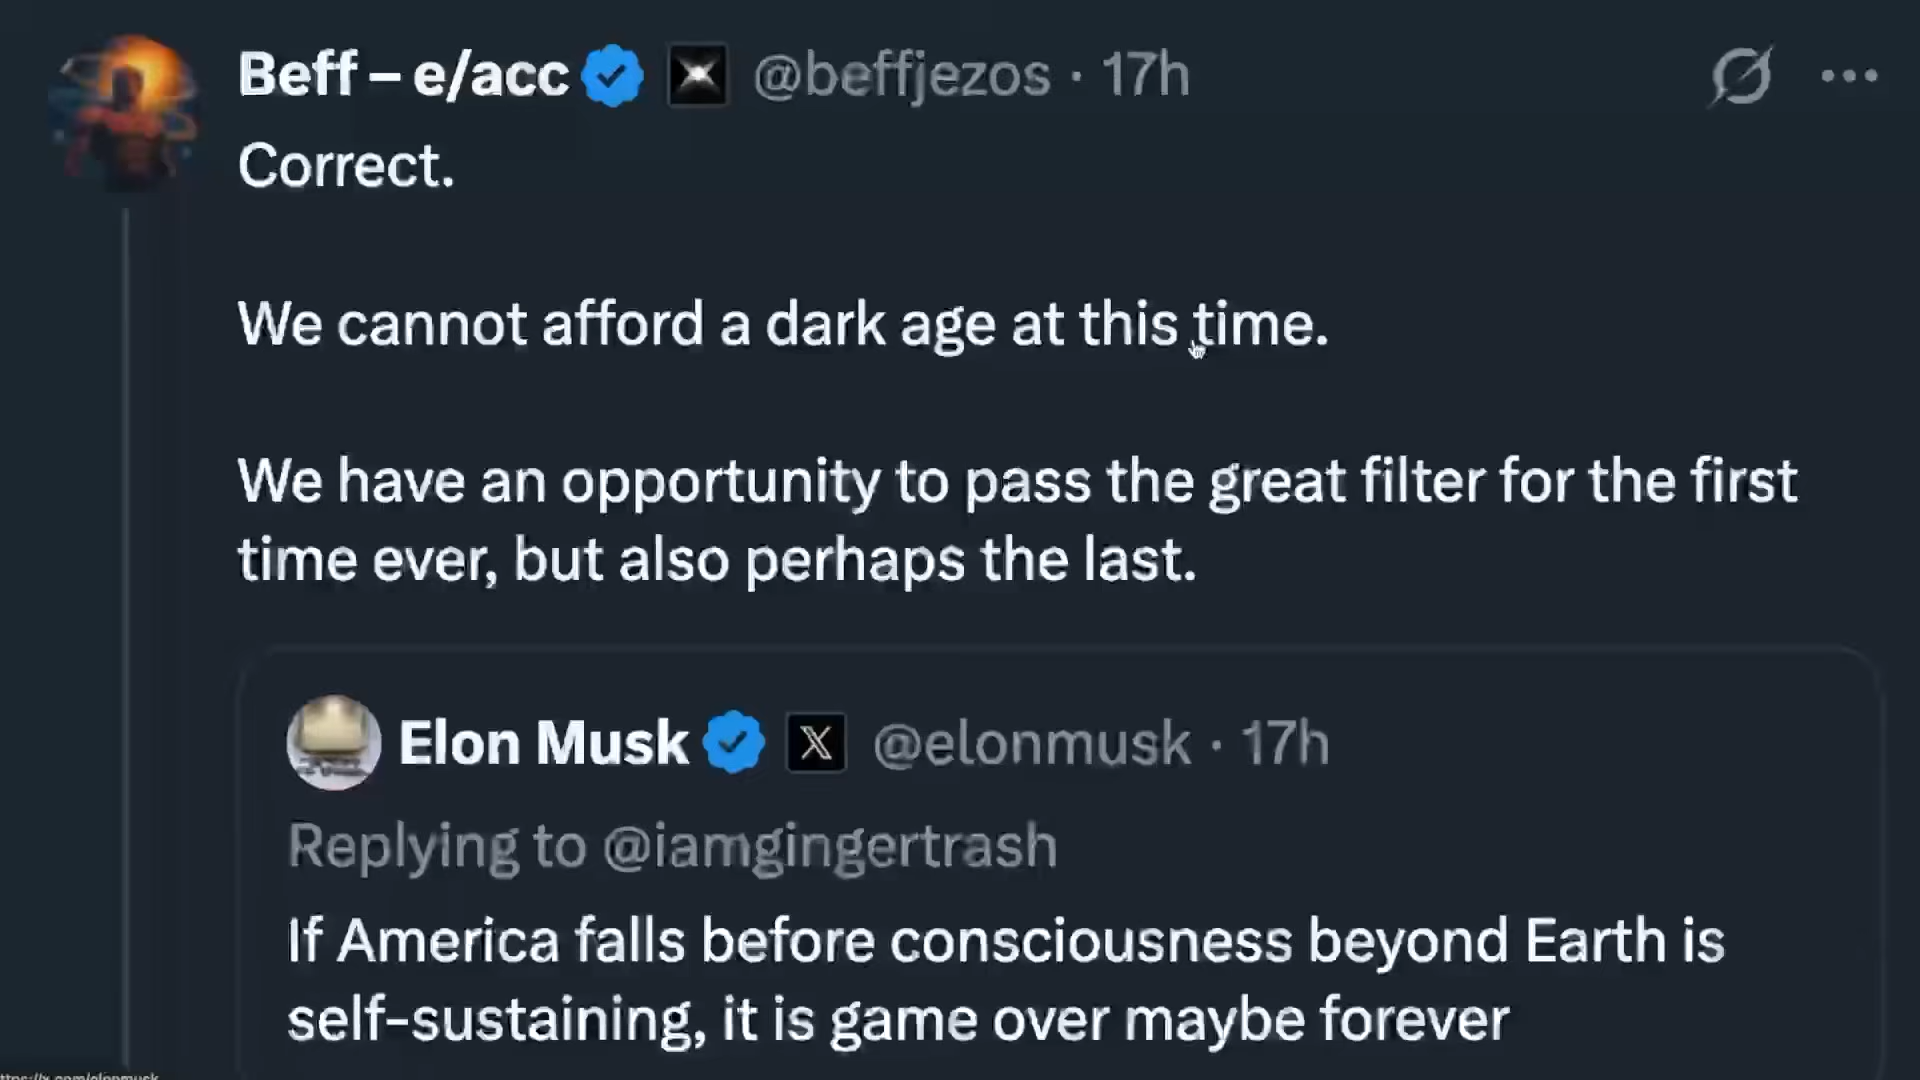 Beff – e/acc @beffjezos · 17h
Correct.
We cannot afford a dark age at this time.
We have an opportunity to pass the great filter for the first
time ever, but also perhaps the last.
Elon Musk X @elonmusk · 17h
Replying to @iamgingertrash
If America falls before consciousness beyond Earth is
self-sustaining, it is game over maybe forever